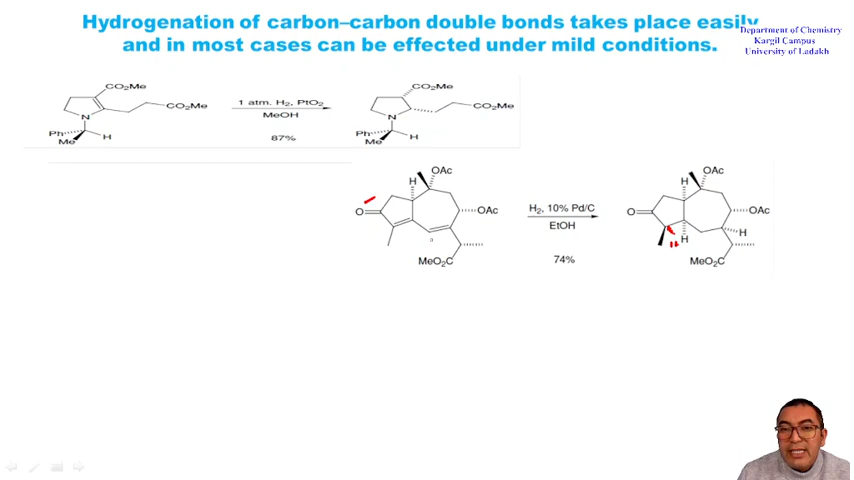 Hydrogenation of carbon–carbon double bonds takes place easily
and in most cases can be effected under mild conditions.
Department of Chemistry
Kargil Campus
University of Ladakh
CO₂Me
CO₂Me
N
Ph
H
Me
1 atm. H₂, PtO₂
MeOH
87%
CO₂Me
CO₂Me
N
Ph
H
Me
OAc
H
O
OAc
MeO₂C
H₂, 10% Pd/C
EtOH
74%
OAc
H
O
OAc
H
H
MeO₂C